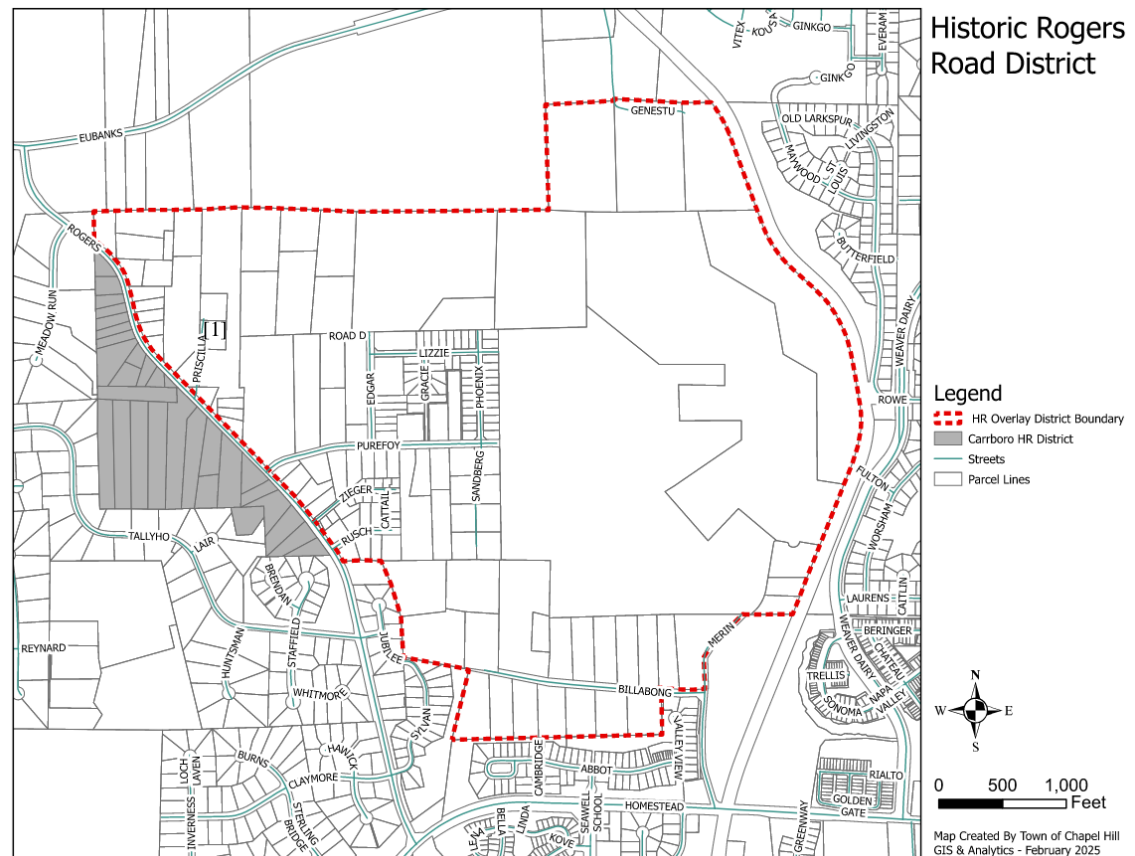 Historic Rogers
Road District
VITEX
KOUSA
GINKGO
EVERAM
GINKGO
EUBANKS
GENESTU
OLD LARKSPUR
LIVINGSTON
MAYWOOD
ST
LOUIS
ROGERS
BUTTERFIELD
MEADOW RUN
[1]
PRISCILLA
ROAD D
LIZZIE
EDGAR
GRACIE
PHOENIX
WEAVER DAIRY
ROWE
PUREFOY
SANDBERG
ZIEGER
CATTAIL
RUSCH
FULTON
WORSHAM
TALLYHO
LAIR
BRENDAN
STAFFIELD
HUNTSMAN
JUBILEE
WHITMORE
SYLVAN
REYNARD
MERIN
BILLABONG
LAURENS
CAITLIN
BERINGER
WEAVER DAIRY
CHATEAU
TRELLIS
NAPA
VALLEY
SONOMA
VALLEY VIEW
CAMBRIDGE
ABBOT
LOCH
LAVEN
BURNS
HAWICK
CLAYMORE
INVERNESS
STERLING
BRIDGE
HOMESTEAD
BELLA
LINDA
KOVE
SEAWELL
SCHOOL
GREENWAY
RIALTO
GOLDEN
GATE
Legend
HR Overlay District Boundary
Carrboro HR District
Streets
Parcel Lines
N
W E
S
0 500 1,000
Feet
Map Created By Town of Chapel Hill
GIS & Analytics - February 2025